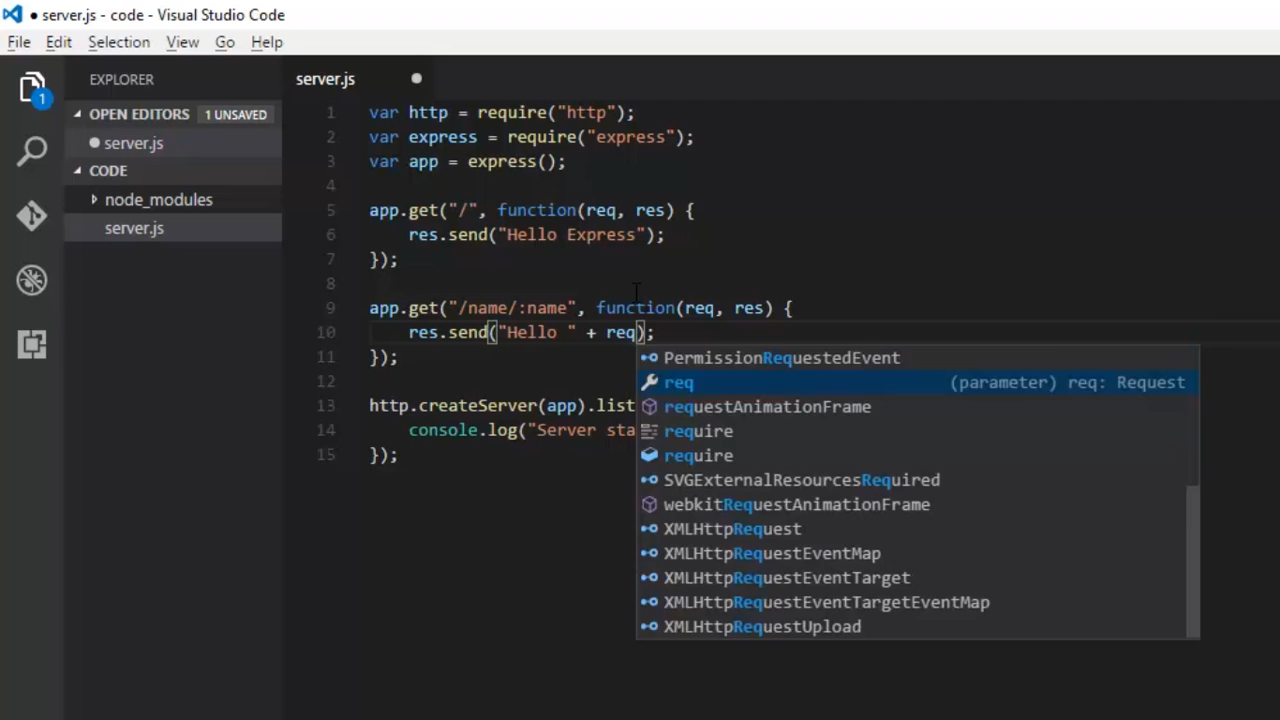 ● server.js - code - Visual Studio Code
File Edit Selection View Go Help
EXPLORER
OPEN EDITORS 1 UNSAVED
● server.js
CODE
node_modules
server.js
1
server.js ●
1 var http = require("http");
2 var express = require("express");
3 var app = express();
4
5 app.get("/", function(req, res) {
6 res.send("Hello Express");
7 });
8
9 app.get("/name/:name", function(req, res) {
10 res.send("Hello " + req);
11 });
12
13 http.createServer(app).list
14 console.log("Server sta
15 });
PermissionRequestedEvent
req (parameter) req: Request
requestAnimationFrame
require
require
SVGExternalResourcesRequired
webkitRequestAnimationFrame
XMLHttpRequest
XMLHttpRequestEventMap
XMLHttpRequestEventTarget
XMLHttpRequestEventTargetEventMap
XMLHttpRequestUpload